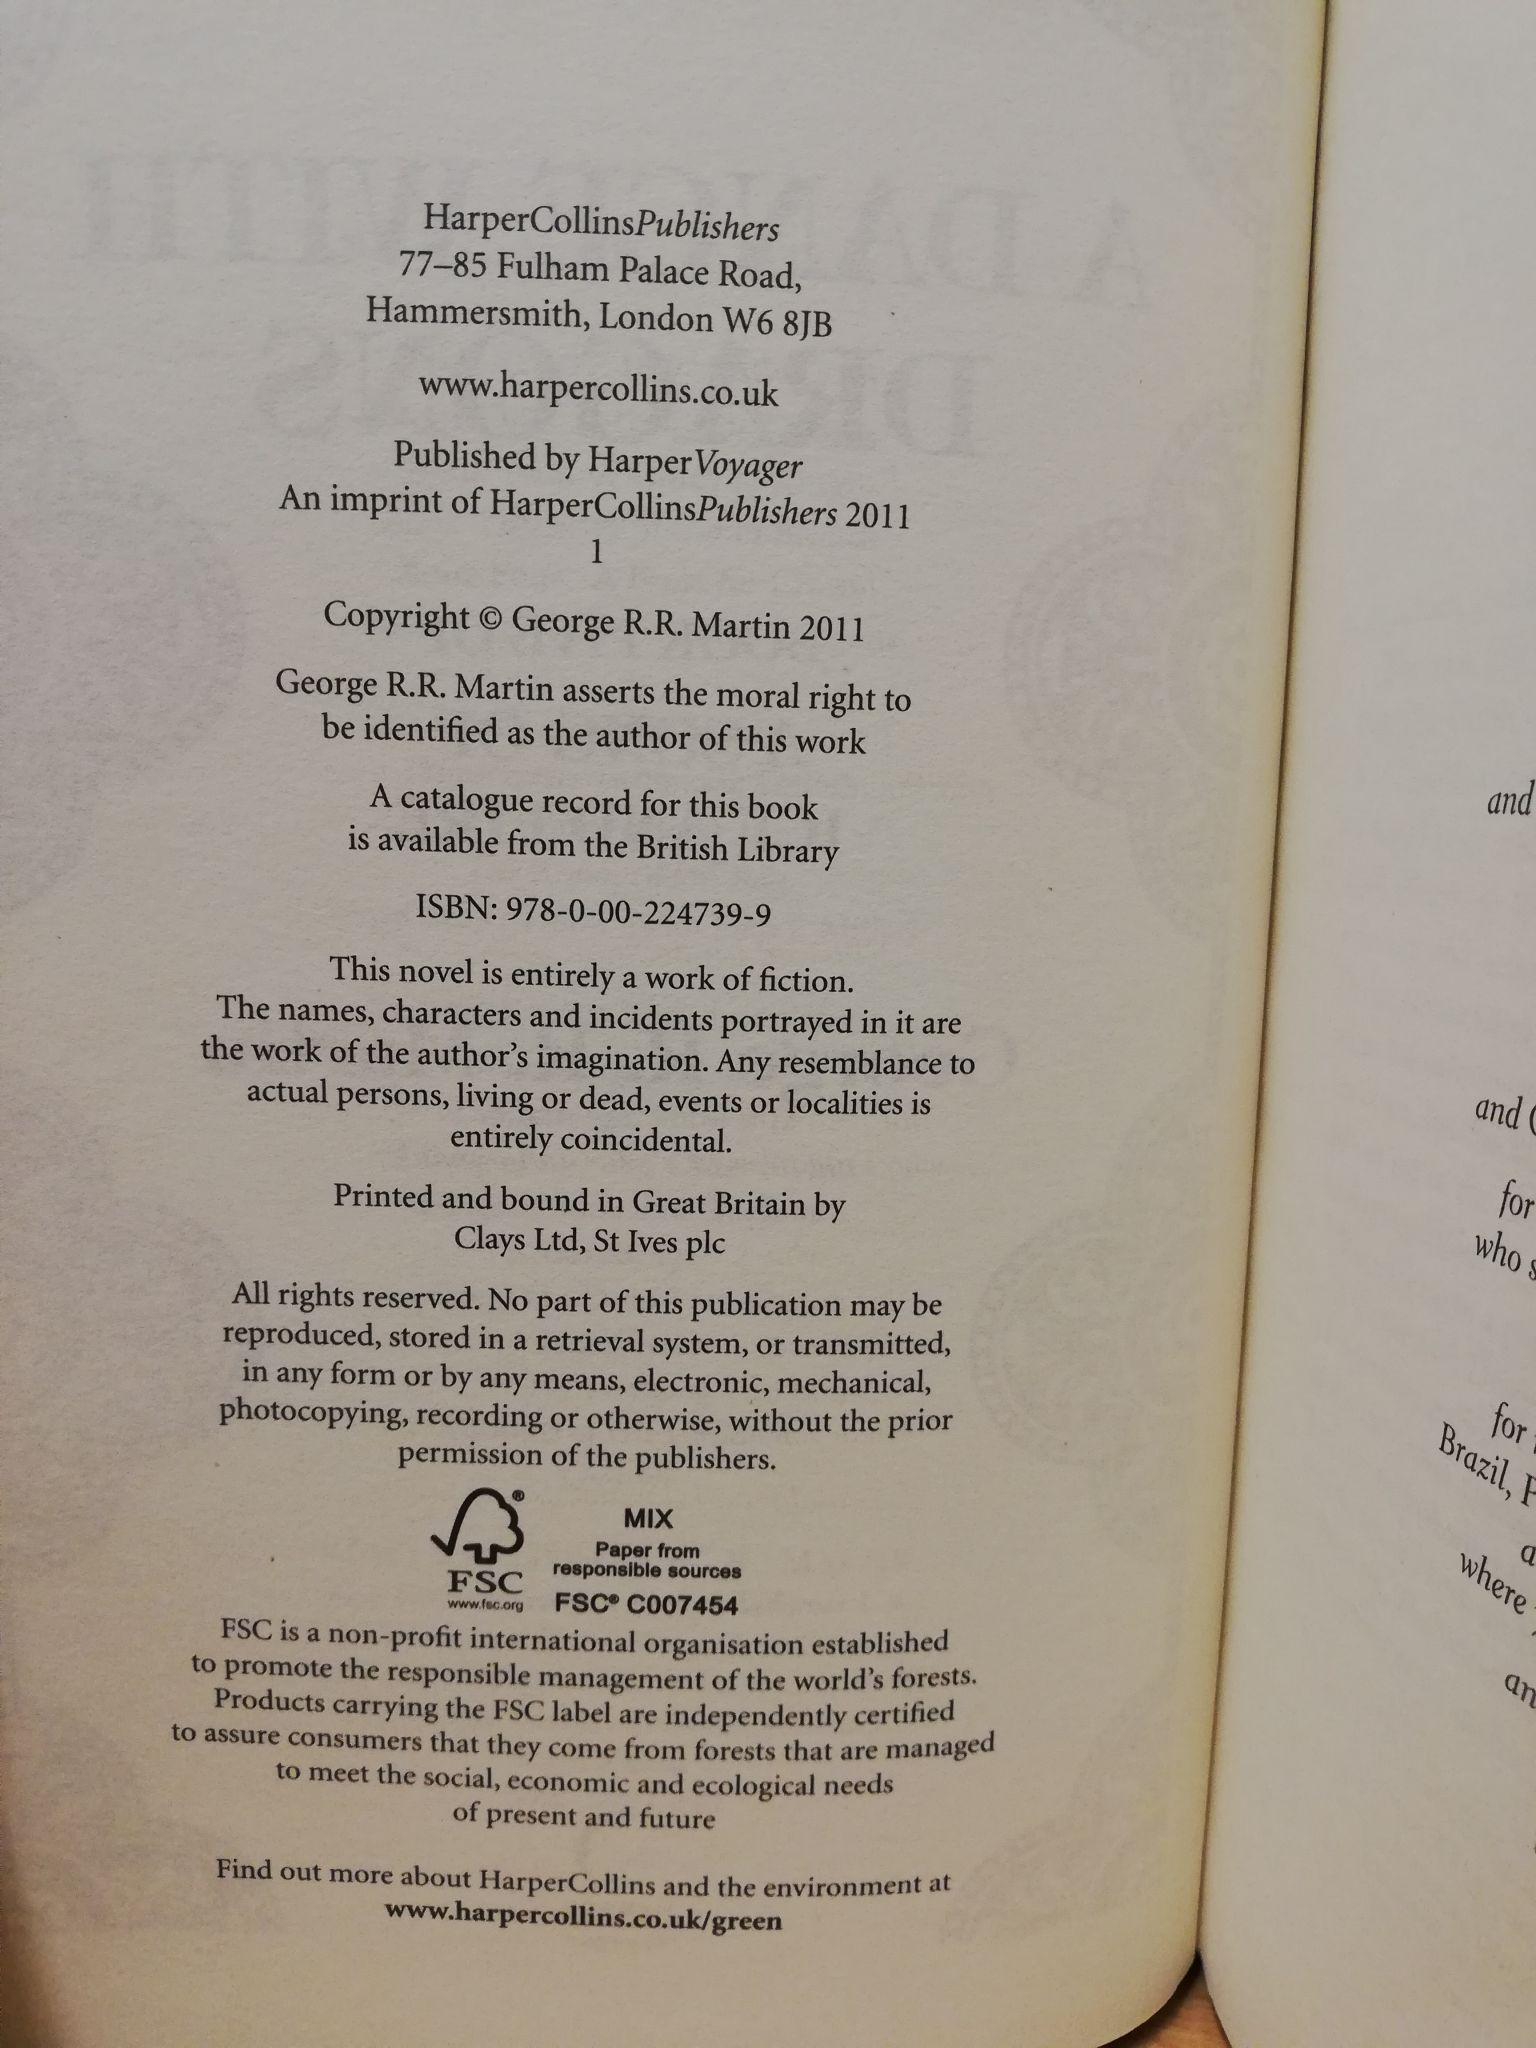 HarperCollinsPublishers
77–85 Fulham Palace Road,
Hammersmith, London W6 8JB
www.harpercollins.co.uk
Published by HarperVoyager
An imprint of HarperCollinsPublishers 2011
1
Copyright © George R.R. Martin 2011
George R.R. Martin asserts the moral right to
be identified as the author of this work
A catalogue record for this book
is available from the British Library
ISBN: 978-0-00-224739-9
This novel is entirely a work of fiction.
The names, characters and incidents portrayed in it are
the work of the author's imagination. Any resemblance to
actual persons, living or dead, events or localities is
entirely coincidental.
Printed and bound in Great Britain by
Clays Ltd, St Ives plc
All rights reserved. No part of this publication may be
reproduced, stored in a retrieval system, or transmitted,
in any form or by any means, electronic, mechanical,
photocopying, recording or otherwise, without the prior
permission of the publishers.
®
FSC
www.fsc.org
MIX
Paper from
responsible sources
FSC® C007454
FSC is a non-profit international organisation established
to promote the responsible management of the world's forests.
Products carrying the FSC label are independently certified
to assure consumers that they come from forests that are managed
to meet the social, economic and ecological needs
of present and future
Find out more about HarperCollins and the environment at
www.harpercollins.co.uk/green
and
and
for
who
for
Brazil,
where